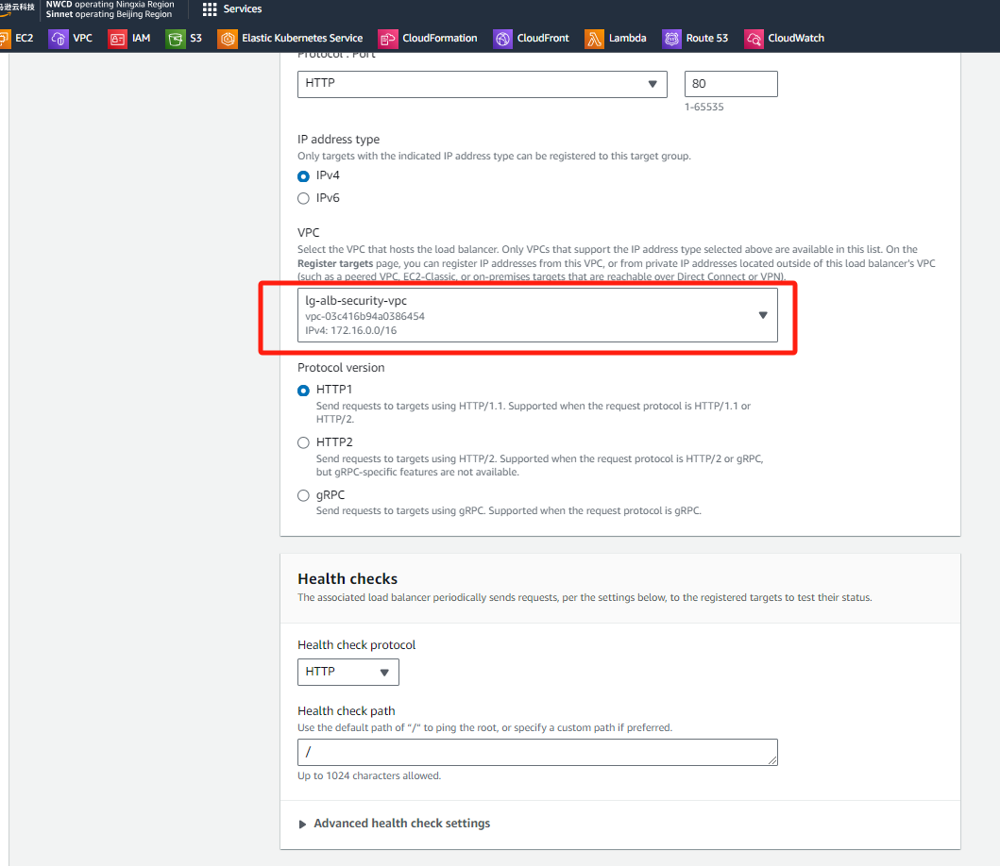 马逊云科技
NWCD operating Ningxia Region
Sinnet operating Beijing Region
Services
EC2 VPC IAM S3 Elastic Kubernetes Service CloudFormation CloudFront Lambda Route 53 CloudWatch
Protocol : Port
HTTP
80
1-65535
IP address type
Only targets with the indicated IP address type can be registered to this target group.
IPv4
IPv6
VPC
Select the VPC that hosts the load balancer. Only VPCs that support the IP address type selected above are available in this list. On the
Register targets page, you can register IP addresses from this VPC, or from private IP addresses located outside of this load balancer's VPC
(such as a peered VPC, EC2-Classic, or on-premises targets that are reachable over Direct Connect or VPN).
lg-alb-security-vpc
vpc-03c416b94a0386454
IPv4: 172.16.0.0/16
Protocol version
HTTP1
Send requests to targets using HTTP/1.1. Supported when the request protocol is HTTP/1.1 or
HTTP/2.
HTTP2
Send requests to targets using HTTP/2. Supported when the request protocol is HTTP/2 or gRPC,
but gRPC-specific features are not available.
gRPC
Send requests to targets using gRPC. Supported when the request protocol is gRPC.
Health checks
The associated load balancer periodically sends requests, per the settings below, to the registered targets to test their status.
Health check protocol
HTTP
Health check path
Use the default path of "/" to ping the root, or specify a custom path if preferred.
/
Up to 1024 characters allowed.
Advanced health check settings